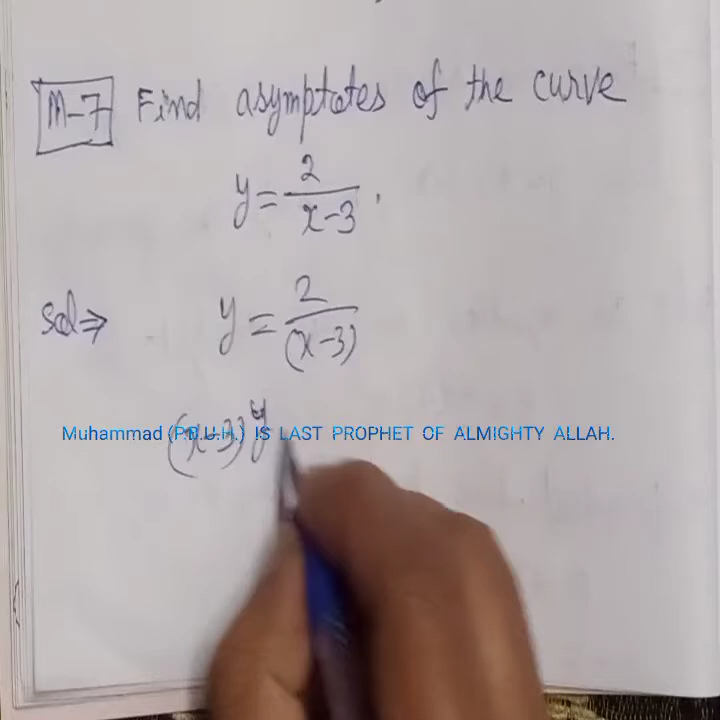 M-7 Find asymptotes of the curve
y = 2/(x-3).
Sol⇒ y = 2/(x-3)
(x-3)y
Muhammad (P.B.U.H.) IS LAST PROPHET OF ALMIGHTY ALLAH.